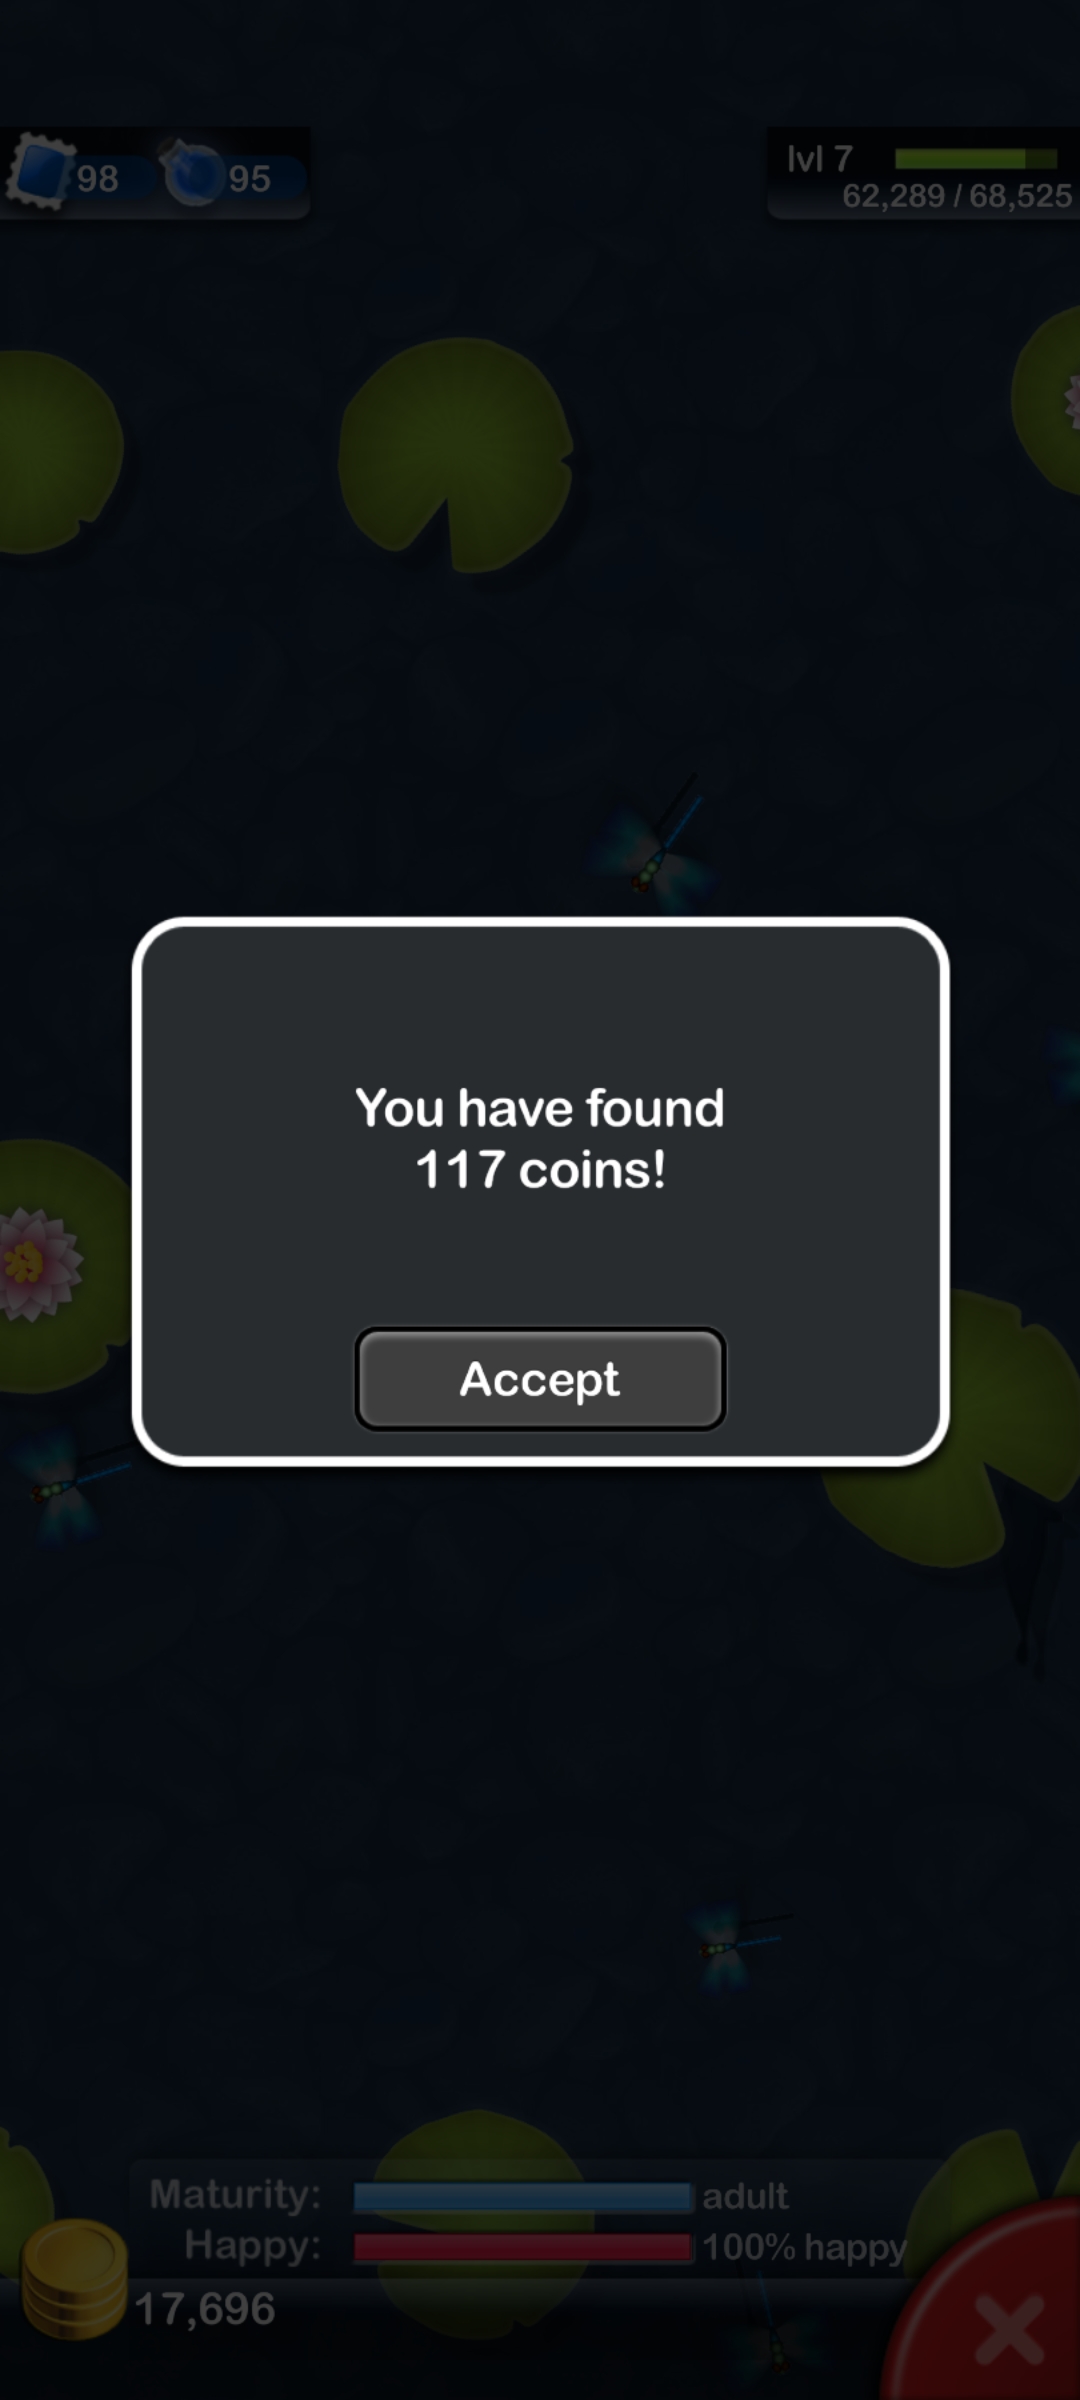 98
95
lvl 7
62,289 / 68,525
You have found
117 coins!
Accept
Maturity: adult
Happy: 100% happy
17,696